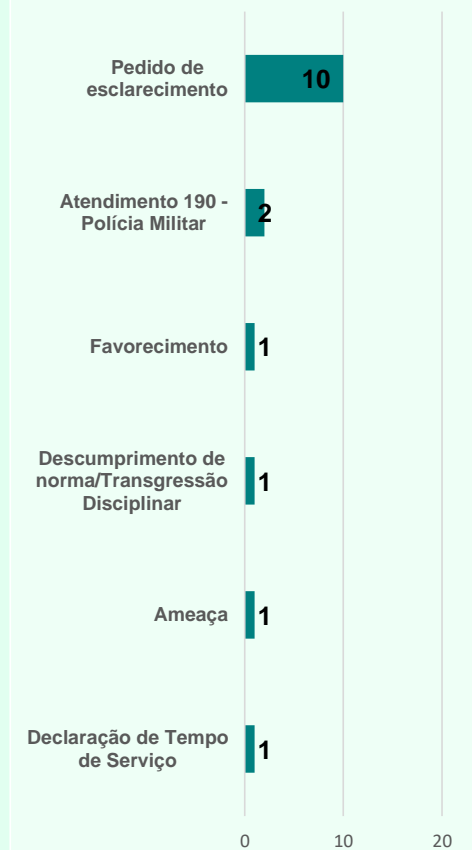 Pedido de
esclarecimento
10
Atendimento 190 -
Polícia Militar
2
Favorecimento
1
Descumprimento de
norma/Transgressão
Disciplinar
1
Ameaça
1
Declaração de Tempo
de Serviço
1
0 10 20